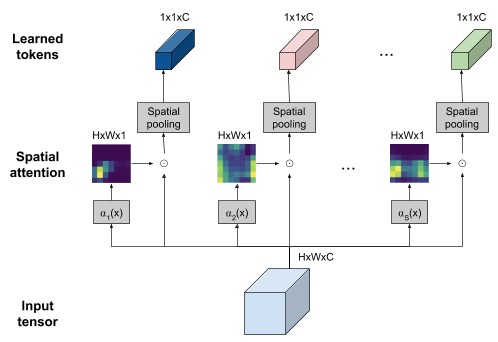 1x1xC 1x1xC 1x1xC
Learned
tokens
...
Spatial
pooling
Spatial
pooling
Spatial
pooling
HxWx1 HxWx1 HxWx1
Spatial
attention
...
α1(x) α2(x) αS(x)
HxWxC
Input
tensor